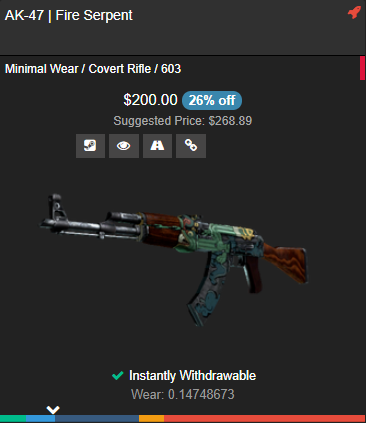 AK-47 | Fire Serpent
Minimal Wear / Covert Rifle / 603
$200.00 26% off
Suggested Price: $268.89
Instantly Withdrawable
Wear: 0.14748673